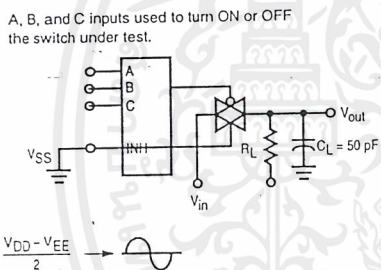 A, B, and C inputs used to turn ON or OFF
the switch under test.
A
B
C
INH
VSS
Vin
RL
CL = 50 pF
Vout
VDD - VEE
2